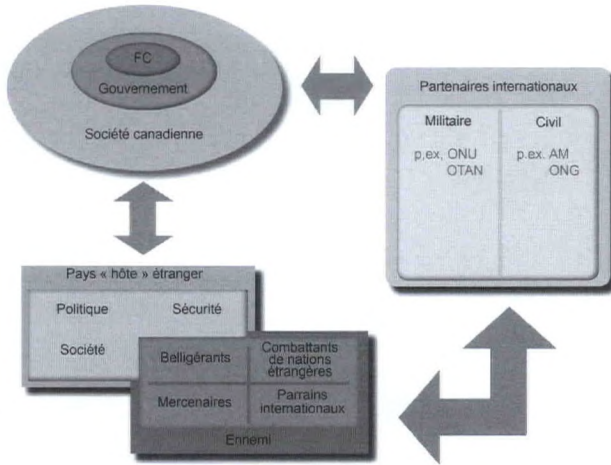 FC
Gouvernement
Société canadienne
Partenaires internationaux
Militaire
p,ex, ONU
OTAN
Civil
p.ex. AM
ONG
Pays « hôte » étranger
Politique
Sécurité
Société
Belligérants
Combattants
de nations
étrangères
Mercenaires
Parrains
internationaux
Ennemi